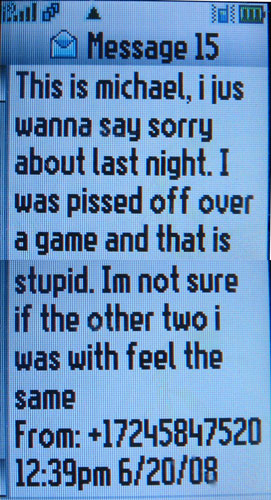 Message 15
This is michael, i jus
wanna say sorry
about last night. I
was pissed off over
a game and that is
stupid. Im not sure
if the other two i
was with feel the
same
From: +17245847520
12:39pm 6/20/08